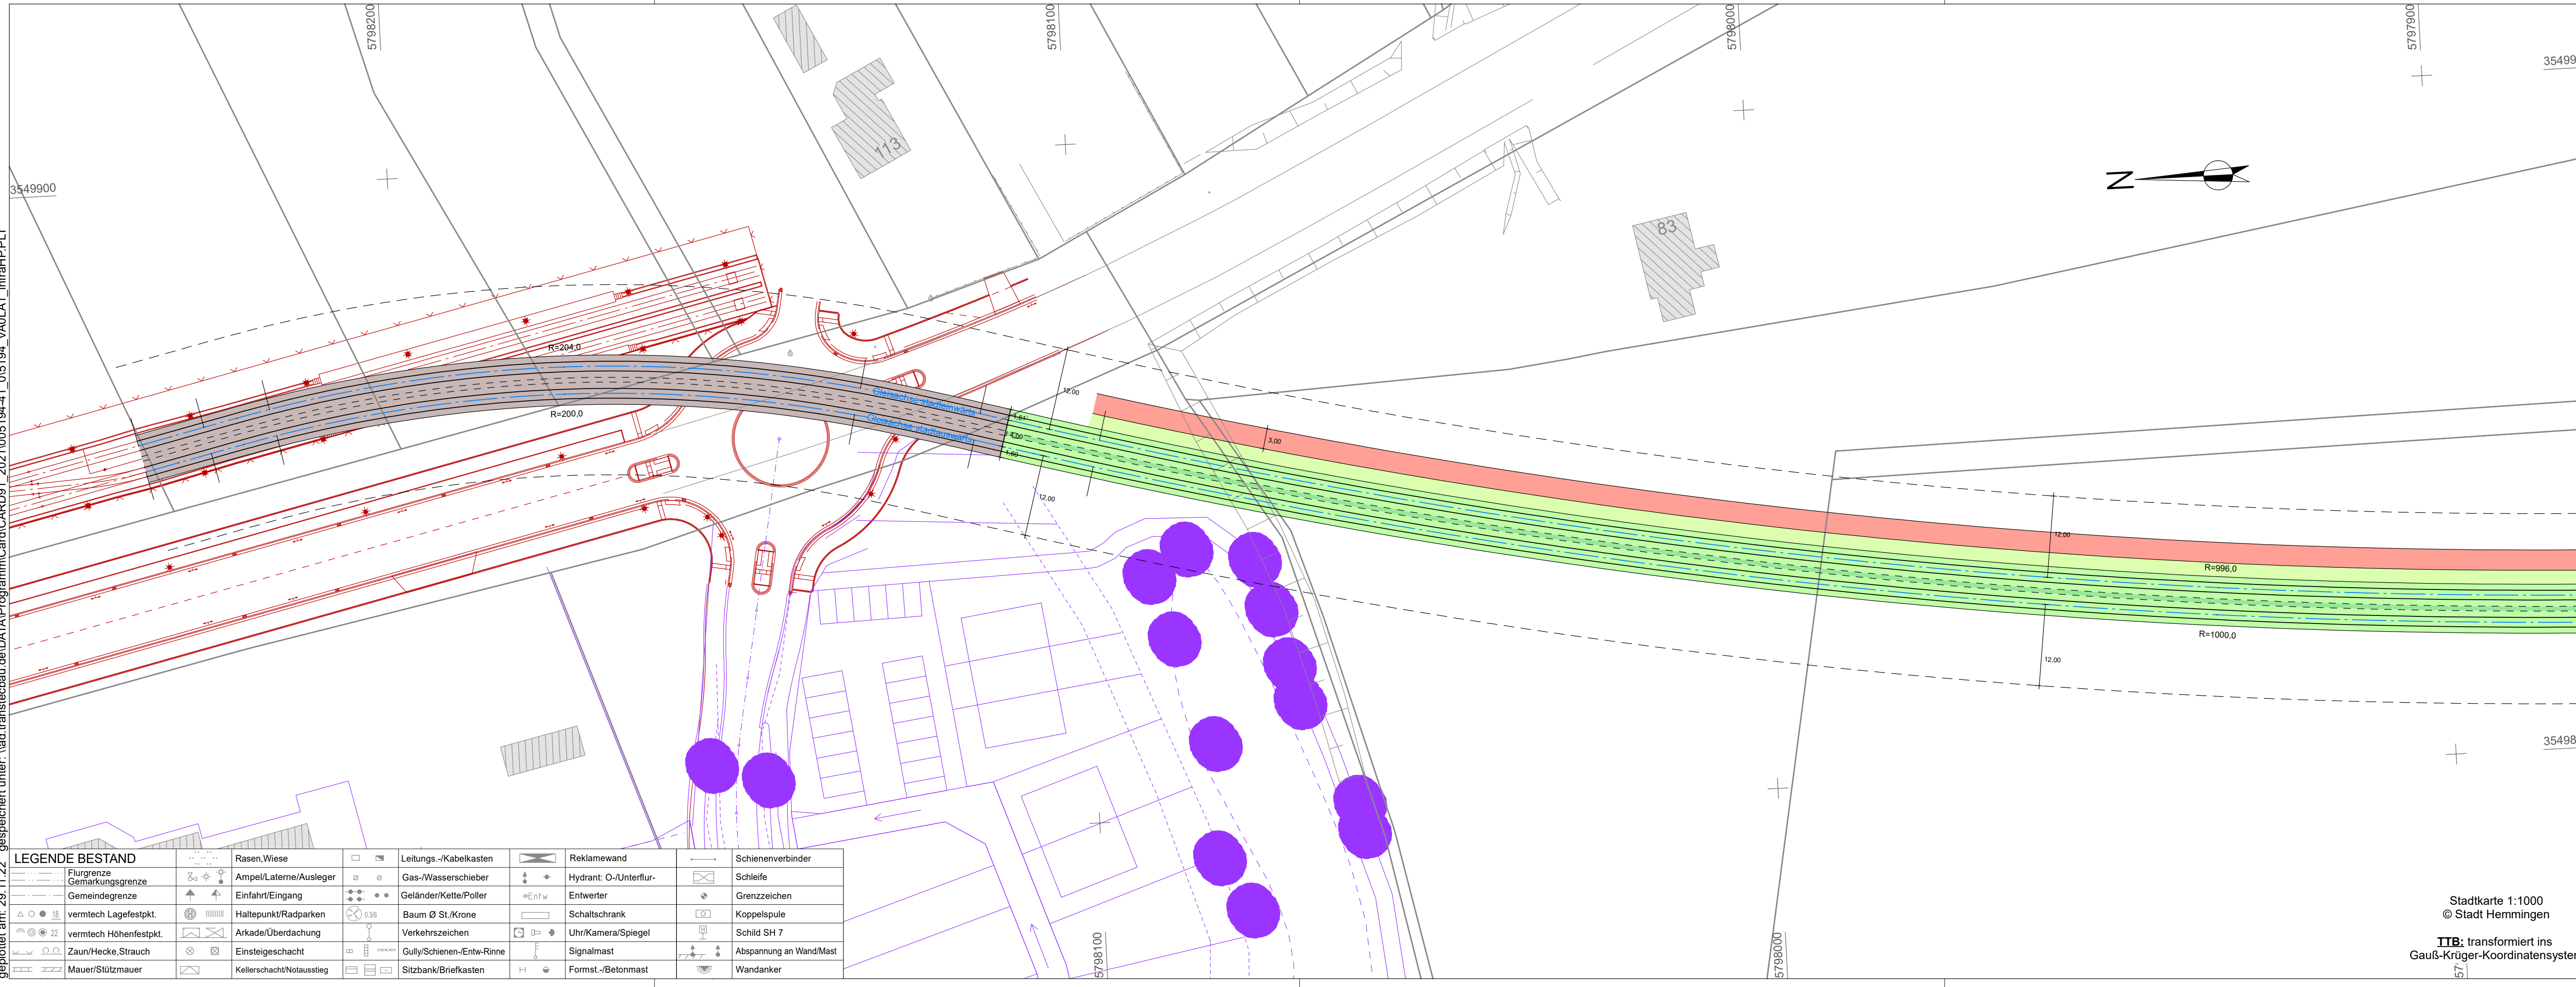 5798200
5798100
5798000
5797900
3549900
113
83
N
R=204,0
R=200,0
Gleisachse stadteinwärts
Gleisachse stadtauswärts
12,00
12,00
3,00
12,00
12,00
R=996,0
R=1000,0
LEGENDE BESTAND
Flurgrenze
Gemarkungsgrenze
Gemeindegrenze
vermtech Lagefestpkt.
vermtech Höhenfestpkt.
Zaun/Hecke,Strauch
Mauer/Stützmauer
Rasen,Wiese
Ampel/Laterne/Ausleger
Einfahrt/Eingang
Haltepunkt/Radparken
Arkade/Überdachung
Einsteigeschacht
Kellerschacht/Notausstieg
Leitungs.-/Kabelkasten
Gas-/Wasserschieber
Geländer/Kette/Poller
Baum Ø St./Krone
Verkehrszeichen
Gully/Schienen-/Entw-Rinne
Sitzbank/Briefkasten
Reklamewand
Hydrant: O-/Unterflur-
Entwerter
Schaltschrank
Uhr/Kamera/Spiegel
Signalmast
Formst.-/Betonmast
Schienenverbinder
Schleife
Grenzzeichen
Koppelspule
Schild SH 7
Abspannung an Wand/Mast
Wandanker
5798100
5798000
Stadtkarte 1:1000
© Stadt Hemmingen
TTB: transformiert ins
Gauß-Krüger-Koordinatensystem